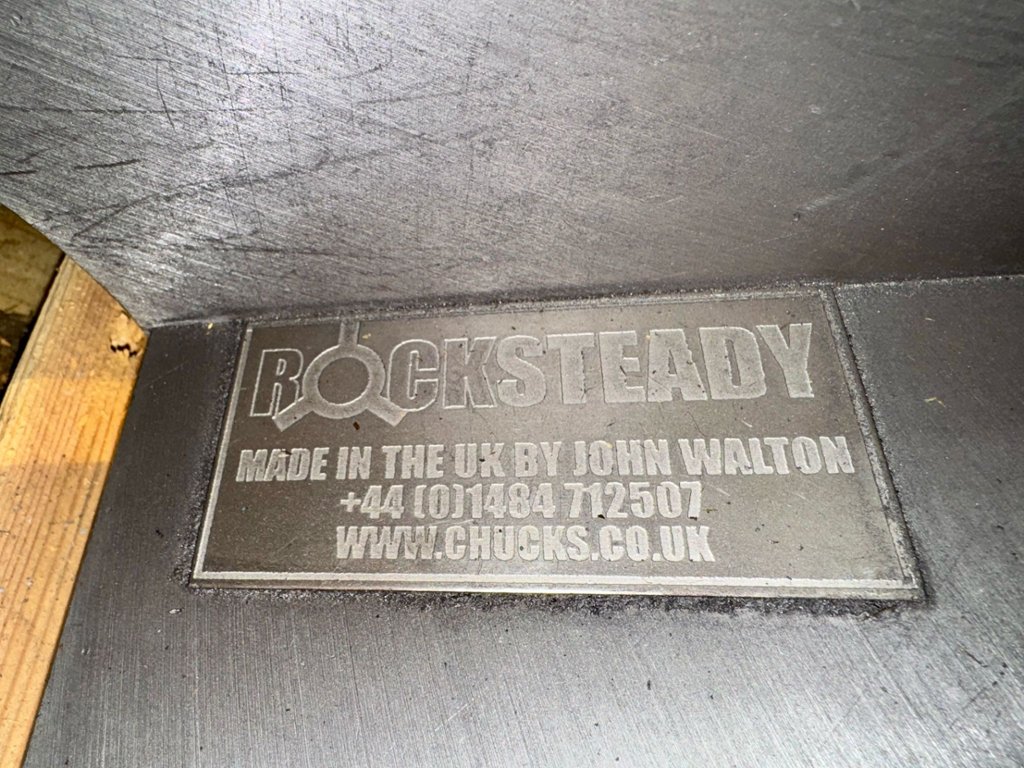 ROCKSTEADY
MADE IN THE UK BY JOHN WALTON
+44 (0)1484 712507
WWW.CHUCKS.CO.UK